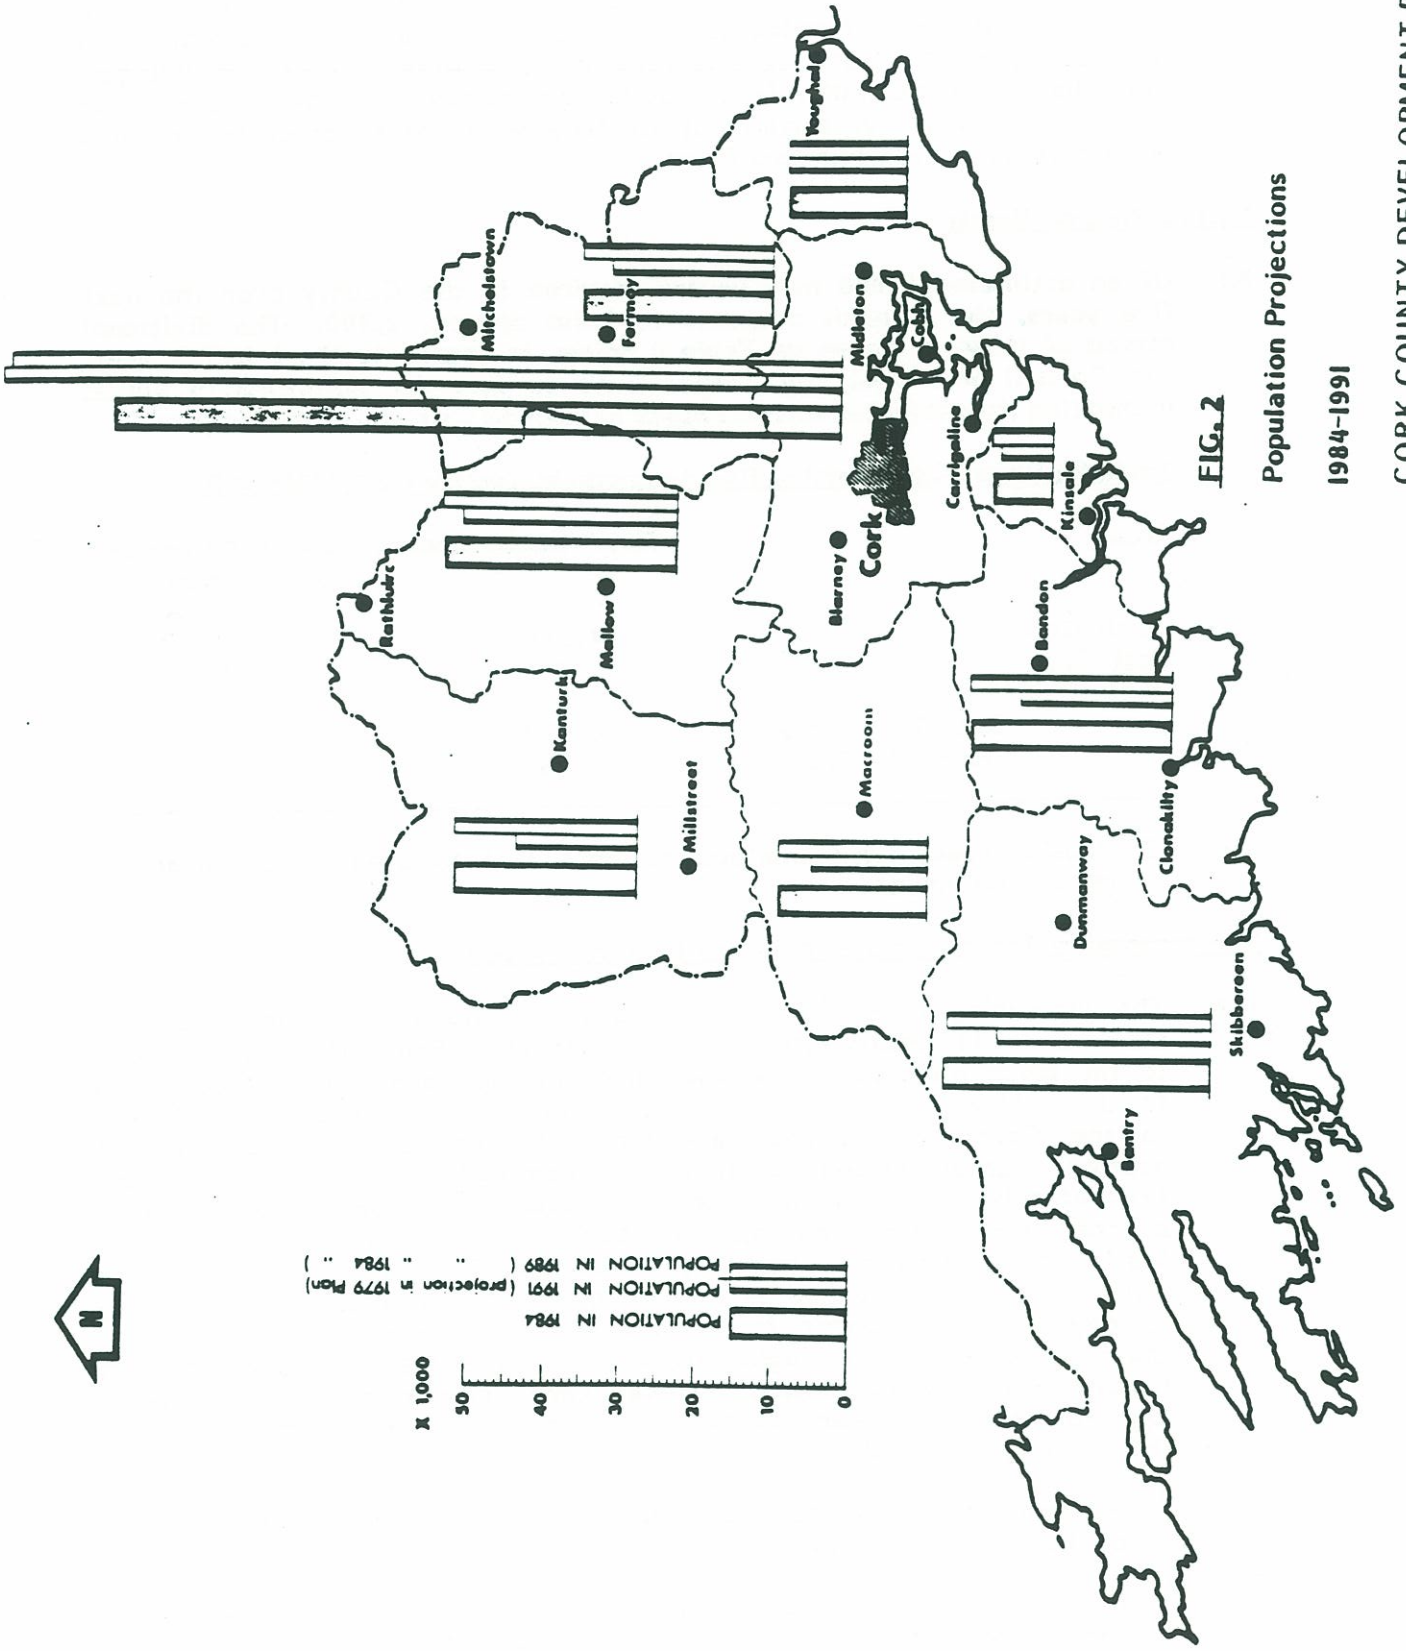 N
X 1,000
50
40
30
20
10
0
POPULATION IN 1984
POPULATION IN 1991 (projection in 1979 Plan)
POPULATION IN 1989 ( " " 1984 " )
Rathluirc
Mitchelstown
Kanturk
Mallow
Fermoy
Millstreet
Youghal
Macroom
Blarney
Cork
Midleton
Cobh
Carrigaline
Bandon
Kinsale
Dunmanway
Clonakilty
Bantry
Skibbereen
FIG. 2
Population Projections
1984-1991
CORK COUNTY DEVELOPMENT